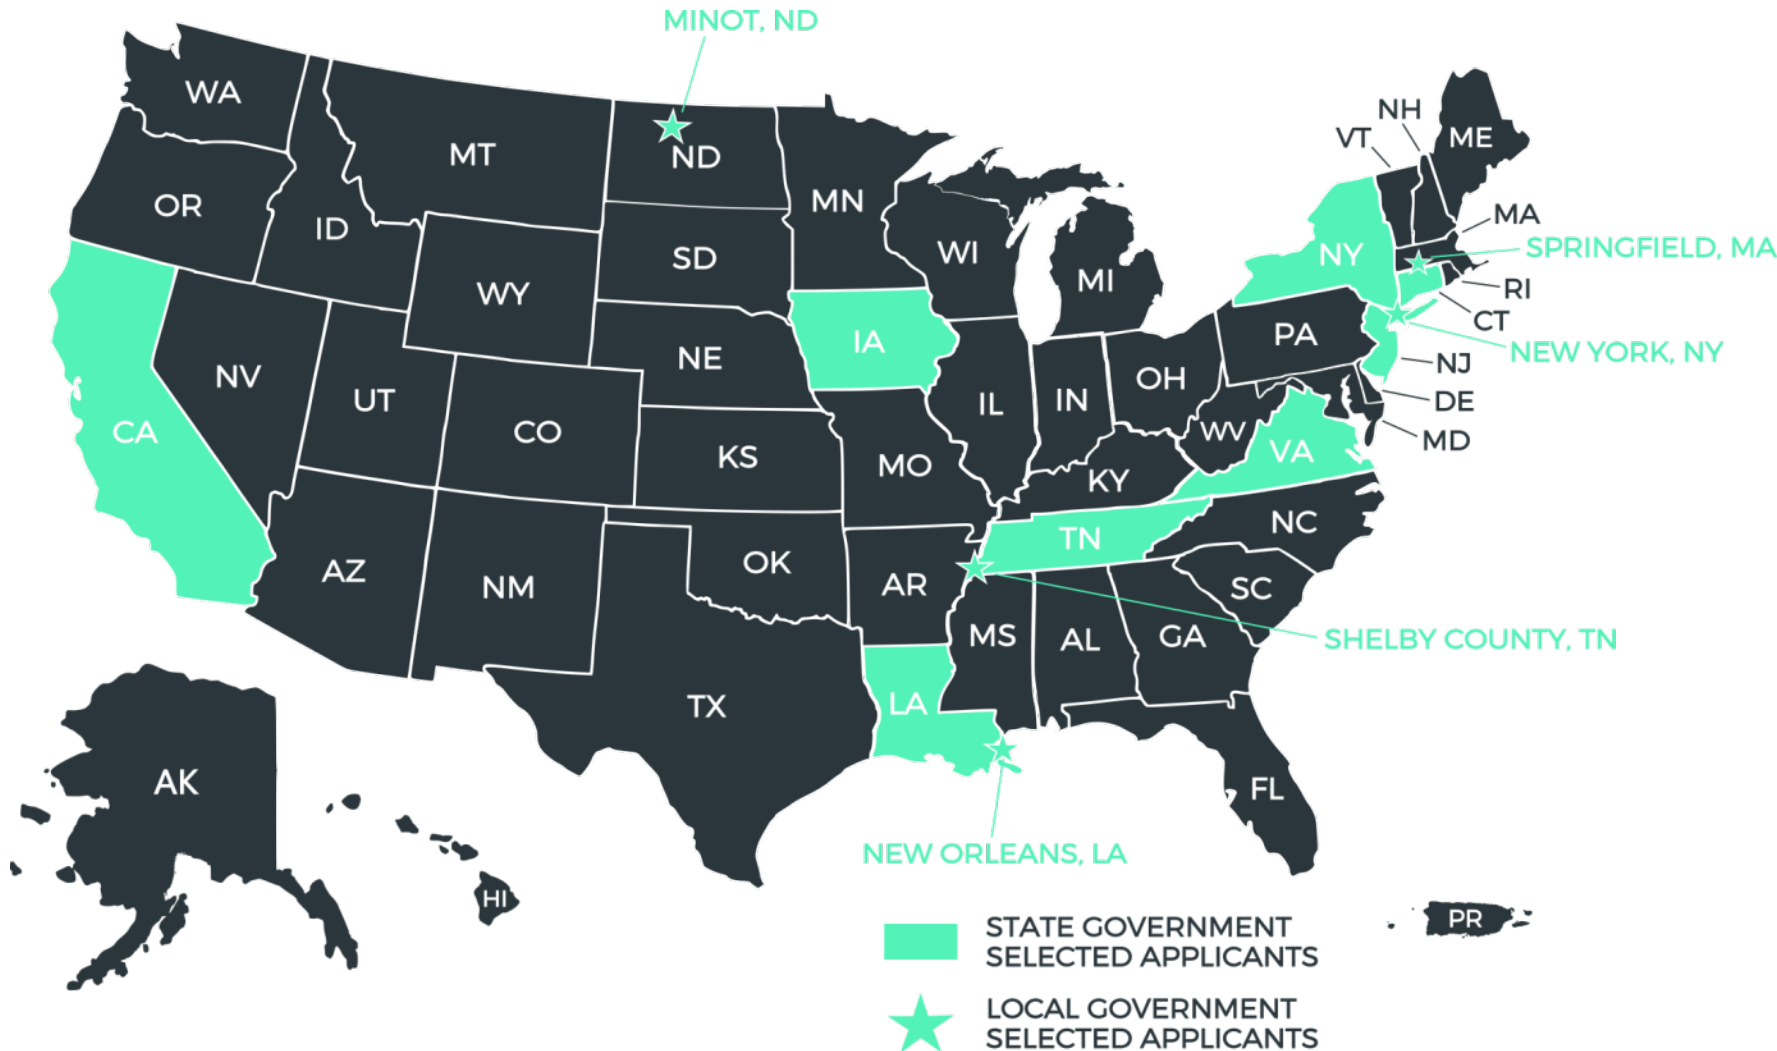 MINOT, ND
WA
MT
ND
OR
ID
MN
NH
VT
ME
MA
SPRINGFIELD, MA
NY
WI
SD
MI
WY
RI
CT
IA
PA
NEW YORK, NY
NE
NJ
NV
UT
OH
IN
IL
DE
CA
CO
WV
MD
KS
MO
VA
KY
NC
TN
AZ
OK
NM
AR
SC
MS
AL
GA
SHELBY COUNTY, TN
TX
LA
AK
FL
NEW ORLEANS, LA
HI
PR
STATE GOVERNMENT
SELECTED APPLICANTS
LOCAL GOVERNMENT
SELECTED APPLICANTS